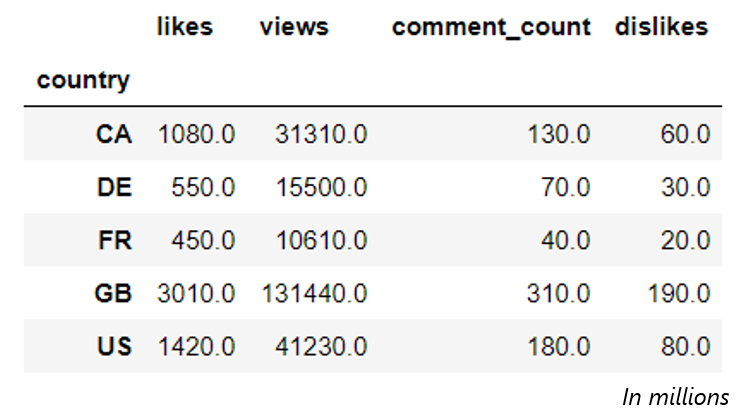 likes views comment_count dislikes
country
CA 1080.0 31310.0 130.0 60.0
DE 550.0 15500.0 70.0 30.0
FR 450.0 10610.0 40.0 20.0
GB 3010.0 131440.0 310.0 190.0
US 1420.0 41230.0 180.0 80.0
In millions